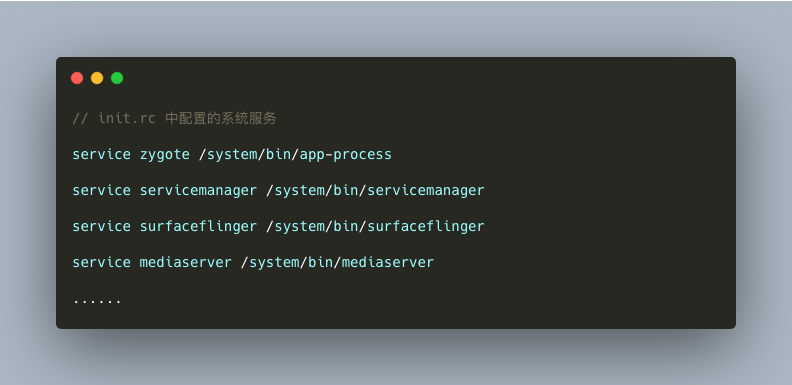 // init.rc 中配置的系统服务
service zygote /system/bin/app-process
service servicemanager /system/bin/servicemanager
service surfaceflinger /system/bin/surfaceflinger
service mediaserver /system/bin/mediaserver
......